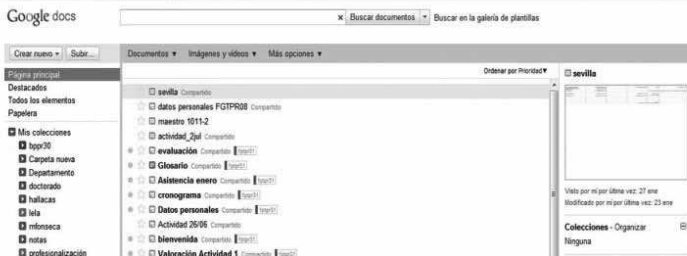 Google docs
Buscar documentos Buscar en la galería de plantillas
Crear nuevo Subir...
Documentos Imágenes y vídeos Más opciones
Página principal
Destacados
Todos los elementos
Papelera
Mis colecciones
bppr30
Carpeta nueva
Departamento
doctorado
hallacas
lela
mfonseca
notas
profesionalización
Ordenar por Prioridad
sevilla Compartido
datos personales FGTPR08 Compartido
maestro 1011-2
actividad_2jul Compartido
evaluación Compartido
Glosario Compartido
Asistencia enero Compartido
cronograma Compartido
Datos personales Compartido
Actividad 26/06 Compartido
bienvenida Compartido
Valoración Actividad 1 Compartido
sevilla
Visto por mí por última vez: 27 ene
Modificado por mí por última vez: 23 ene
Colecciones - Organizar
Ninguna